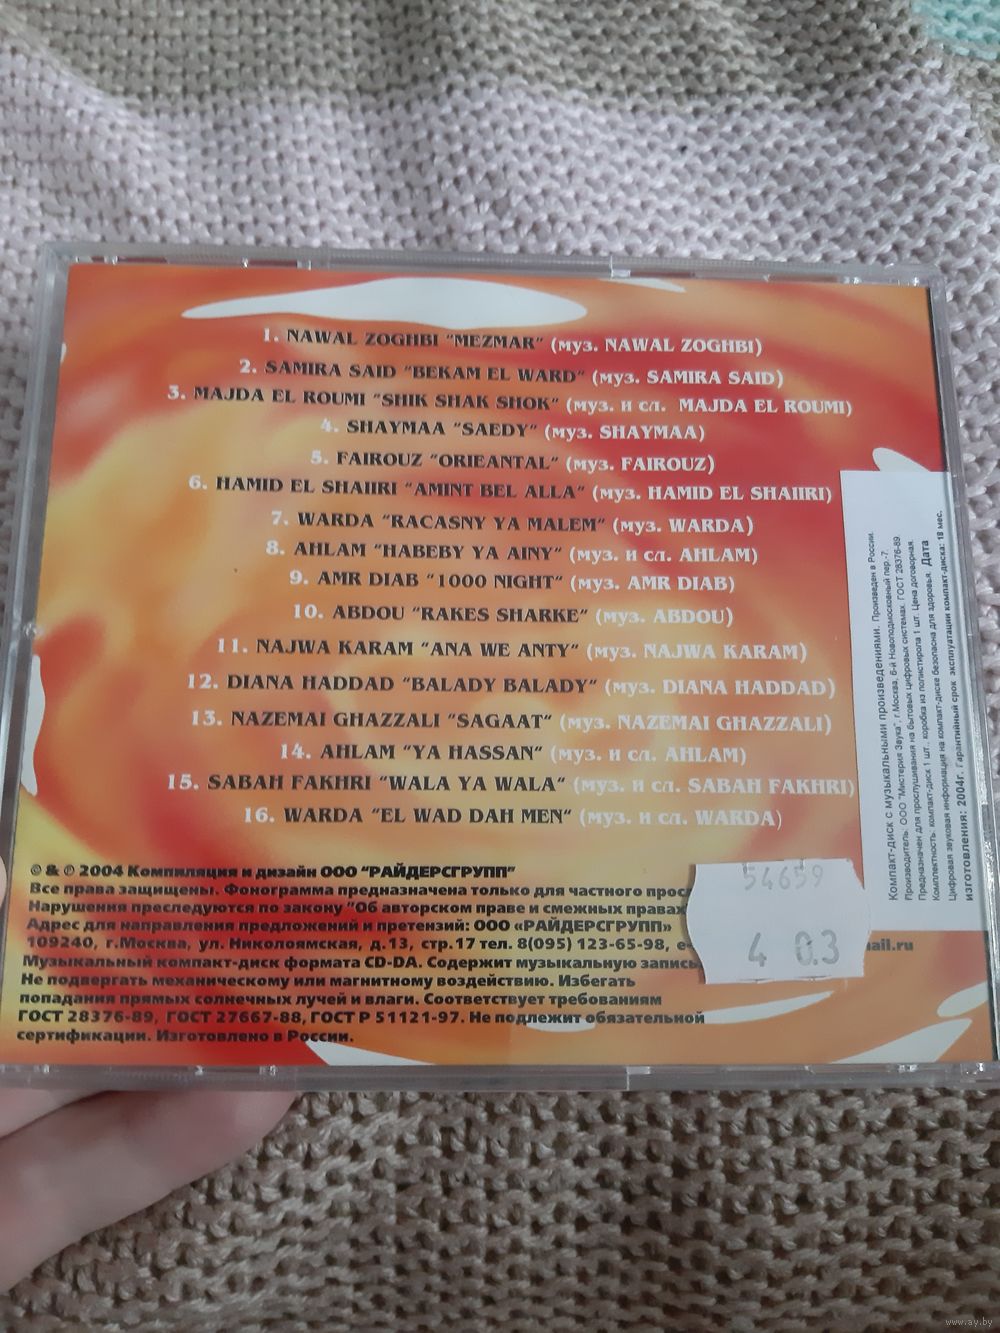 1. NAWAL ZOGHBI "MEZMAR" (муз. NAWAL ZOGHBI)
2. SAMIRA SAID "BEKAM EL WARD" (муз. SAMIRA SAID)
3. MAJDA EL ROUMI "SHIK SHAK SHOK" (муз. и сл. MAJDA EL ROUMI)
4. SHAYMAA "SAEDY" (муз. SHAYMAA)
5. FAIROUZ "ORIEANTAL" (муз. FAIROUZ)
6. HAMID EL SHAIIRI "AMINT BEL ALLA" (муз. HAMID EL SHAIIRI)
7. WARDA "RACASNY YA MALEM" (муз. WARDA)
8. AHLAM "HABEBY YA AINY" (муз. и сл. AHLAM)
9. AMR DIAB "1000 NIGHT" (муз. AMR DIAB)
10. ABDOU "RAKES SHARKE" (муз. ABDOU)
11. NAJWA KARAM "ANA WE ANTY" (муз. NAJWA KARAM)
12. DIANA HADDAD "BALADY BALADY" (муз. DIANA HADDAD)
13. NAZEMAI GHAZZALI "SAGAAT" (муз. NAZEMAI GHAZZALI)
14. AHLAM "YA HASSAN" (муз. и сл. AHLAM)
15. SABAH FAKHRI "WALA YA WALA" (муз. и сл. SABAH FAKHRI)
16. WARDA "EL WAD DAH MEN" (муз. и сл. WARDA)
© & ℗ 2004 Компиляция и дизайн ООО "РАЙДЕРСГРУПП"
Все права защищены. Фонограмма предназначена только для частного просл
Нарушения преследуются по закону "Об авторском праве и смежных правах
Адрес для направления предложений и претензий: ООО «РАЙДЕРСГРУПП»
109240, г.Москва, ул. Николоямская, д.13, стр.17 тел. 8(095) 123-65-98, e- ail.ru
Музыкальный компакт-диск формата CD-DA. Содержит музыкальную запись.
Не подвергать механическому или магнитному воздействию. Избегать
попадания прямых солнечных лучей и влаги. Соответствует требованиям
ГОСТ 28376-89, ГОСТ 27667-88, ГОСТ Р 51121-97. Не подлежит обязательной
сертификации. Изготовлено в России.
54659
4 03
Компакт-диск с музыкальными произведениями. Произведен в России.
Производитель: ООО "Мистерия Звука", г.Москва, 6-й Новоподмосковный пер.-7.
Предназначен для прослушивания на бытовых цифровых системах. ГОСТ 28376-89.
Комплектность: компакт-диск 1 шт., коробка из полистирола 1 шт. Цена договорная.
Цифровая звуковая информация на компакт-диске безопасна для здоровья. Дата
изготовления: 2004г. Гарантийный срок эксплуатации компакт-диска: 18 мес.
www.ay.by